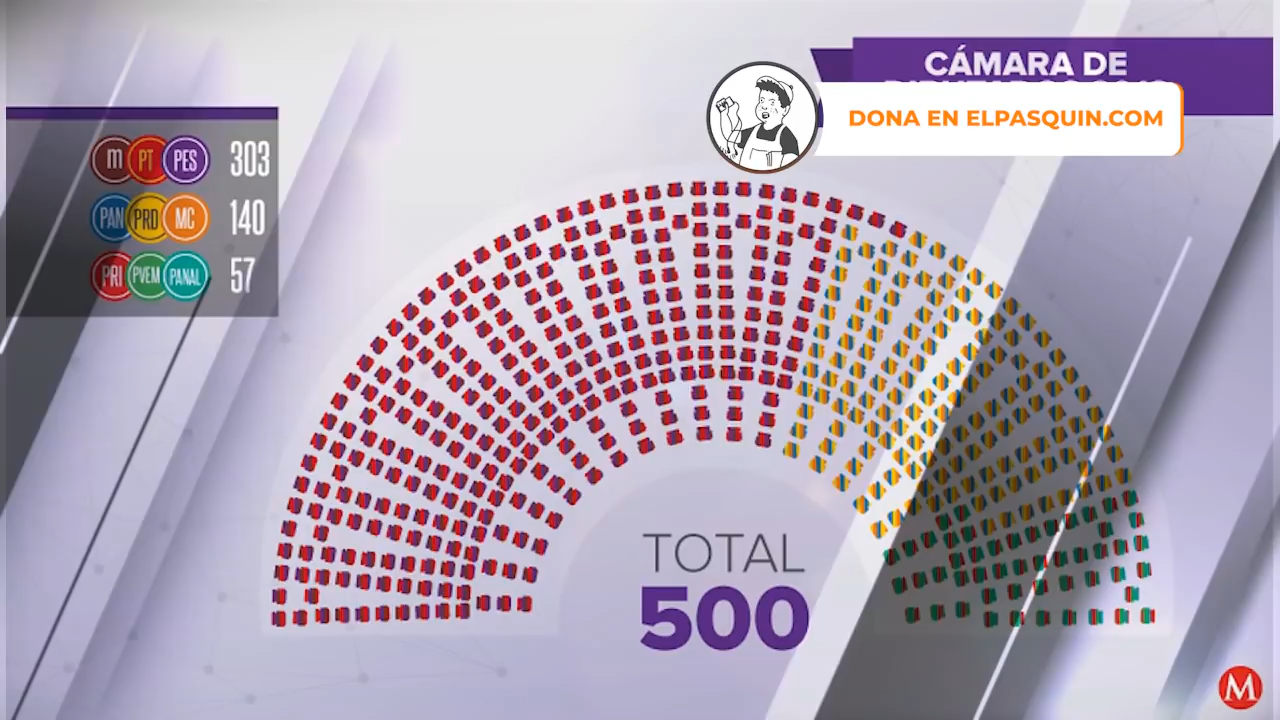 CÁMARA DE
DONA EN ELPASQUIN.COM
m PT PES 303
PAN PRD MC 140
PRI PVEM PANAL 57
TOTAL
500
M